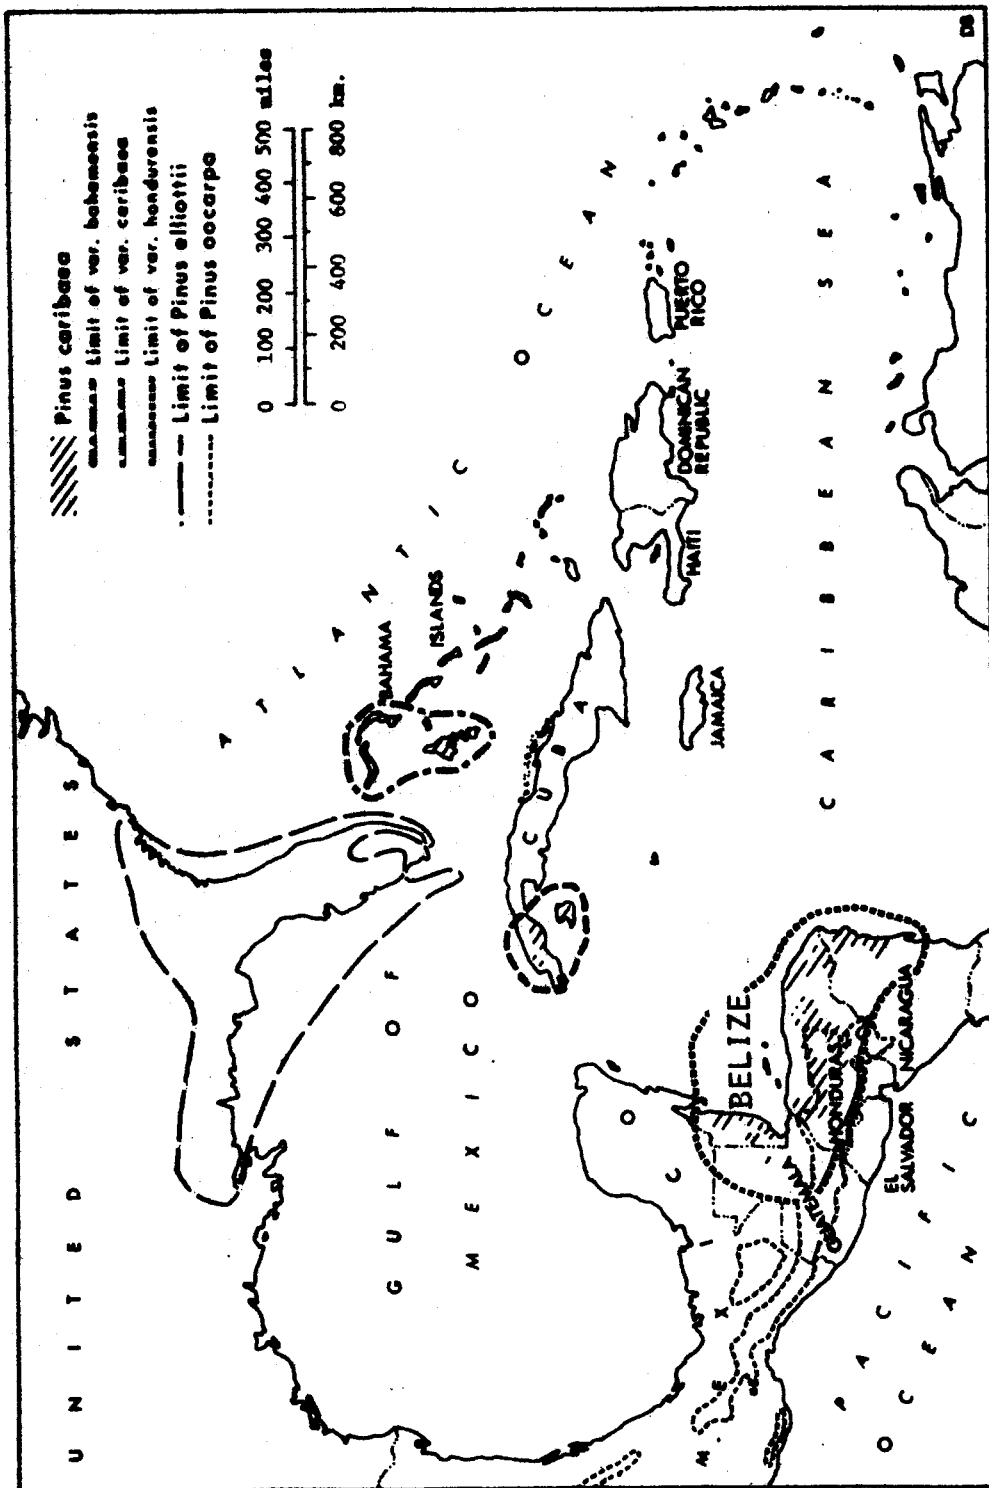 Pinus caribaea
Limit of var. bahamensis
Limit of var. caribaea
Limit of var. hondurensis
Limit of Pinus elliottii
Limit of Pinus oocarpa
0 100 200 300 400 500 miles
0 200 400 600 800 km.
UNITED STATES
ATLANTIC OCEAN
BAHAMA
ISLANDS
GULF OF
MEXICO
CUBA
HAITI
DOMINICAN
REPUBLIC
PUERTO
RICO
JAMAICA
MEXICO
BELIZE
GUATEMALA
HONDURAS
EL
SALVADOR
NICARAGUA
CARIBBEAN SEA
PACIFIC
OCEAN
DB